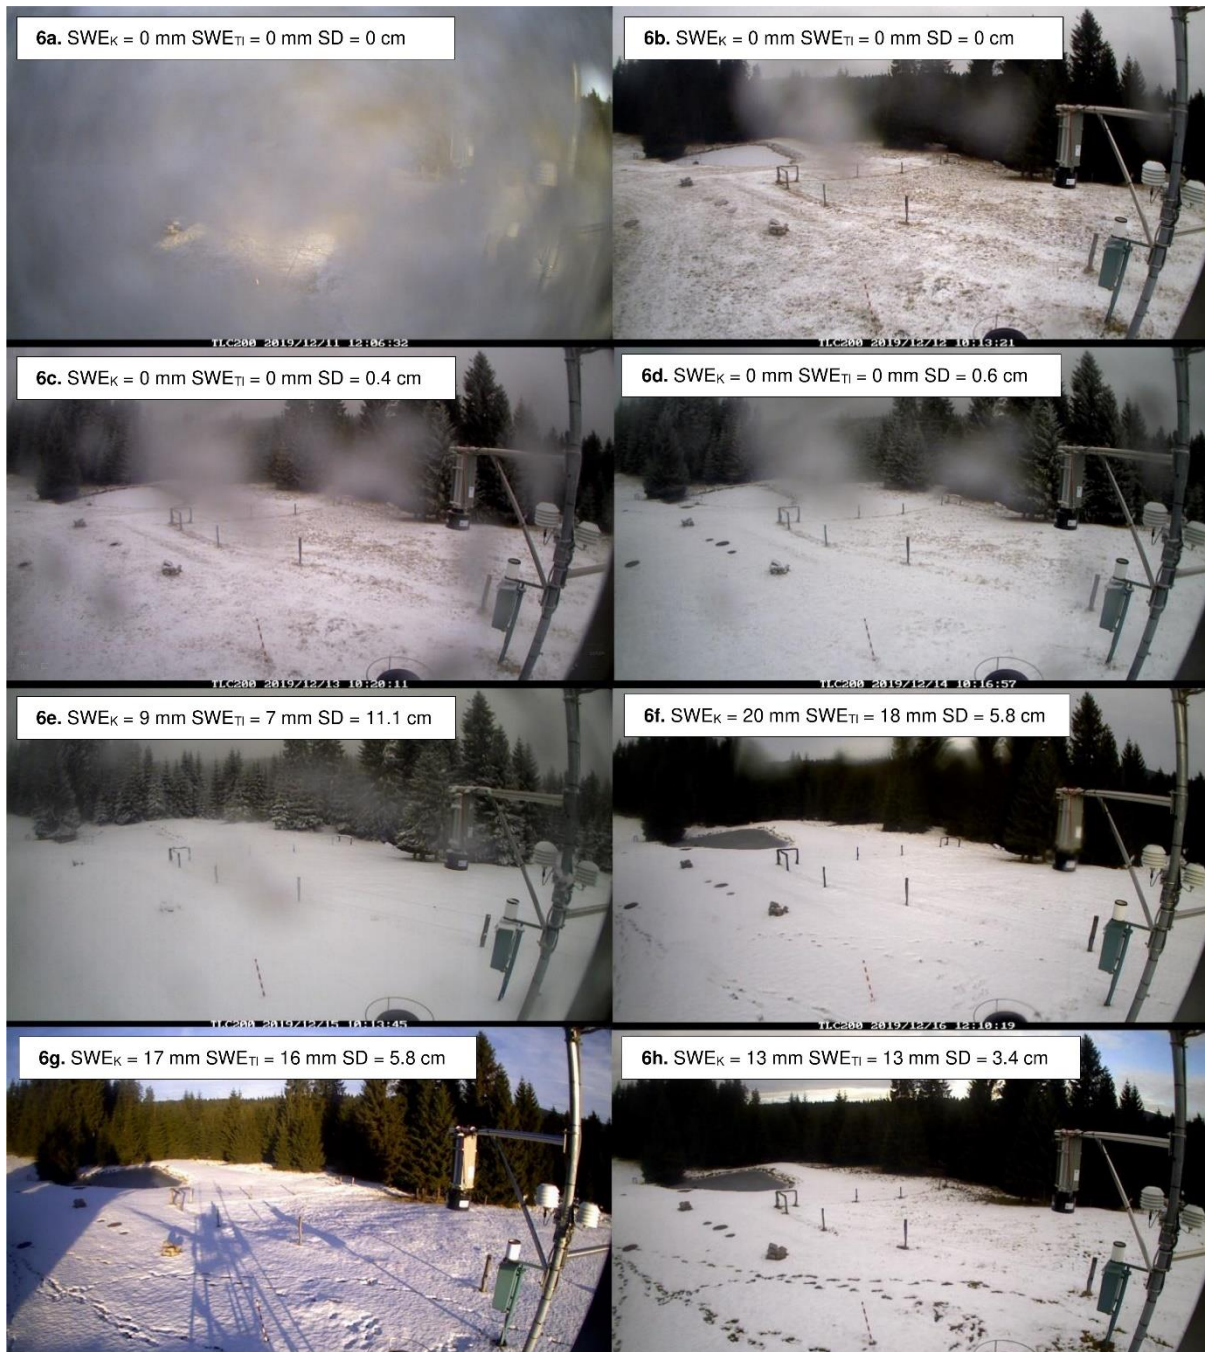 6a. SWEK = 0 mm SWETI = 0 mm SD = 0 cm
6b. SWEK = 0 mm SWETI = 0 mm SD = 0 cm
TLC200 2019/12/11 12:06:32
TLC200 2019/12/12 10:13:21
6c. SWEK = 0 mm SWETI = 0 mm SD = 0.4 cm
6d. SWEK = 0 mm SWETI = 0 mm SD = 0.6 cm
TLC200 2019/12/13 10:20:11
TLC200 2019/12/14 10:16:57
6e. SWEK = 9 mm SWETI = 7 mm SD = 11.1 cm
6f. SWEK = 20 mm SWETI = 18 mm SD = 5.8 cm
TLC200 2019/12/15 10:13:45
TLC200 2019/12/16 12:10:19
6g. SWEK = 17 mm SWETI = 16 mm SD = 5.8 cm
6h. SWEK = 13 mm SWETI = 13 mm SD = 3.4 cm